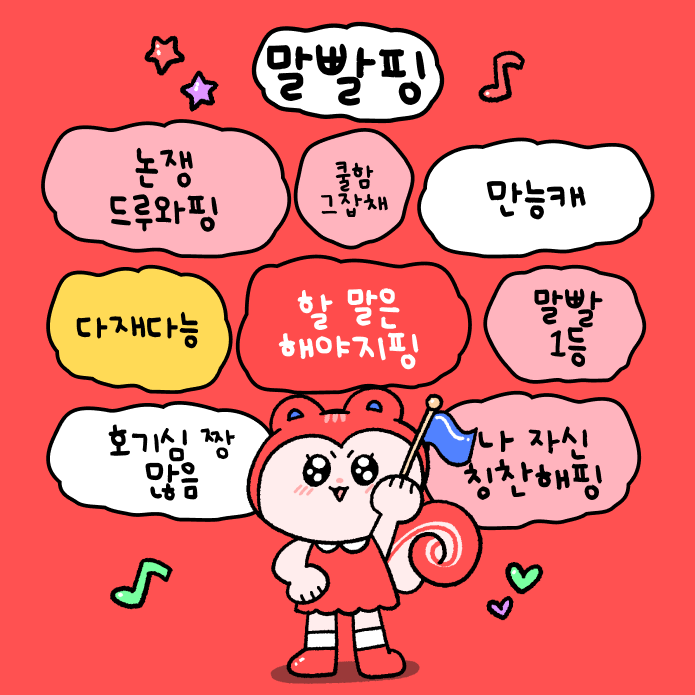 말빨핑
논쟁
드루와핑
쿨함
그잡채
만능캐
다재다능
할 말은
해야지핑
말빨
1등
호기심 짱
많음
나 자신
칭찬해핑